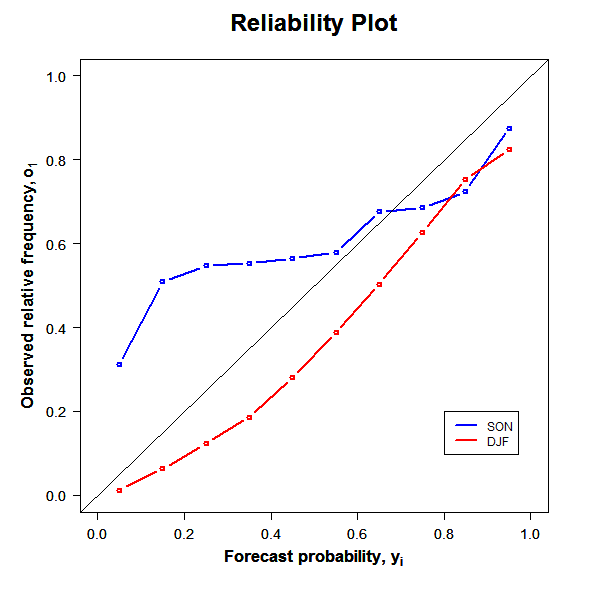 Reliability Plot
1.0
0.8
0.6
0.4
0.2
0.0
Observed relative frequency, o1
SON
DJF
0.0 0.2 0.4 0.6 0.8 1.0
Forecast probability, yi